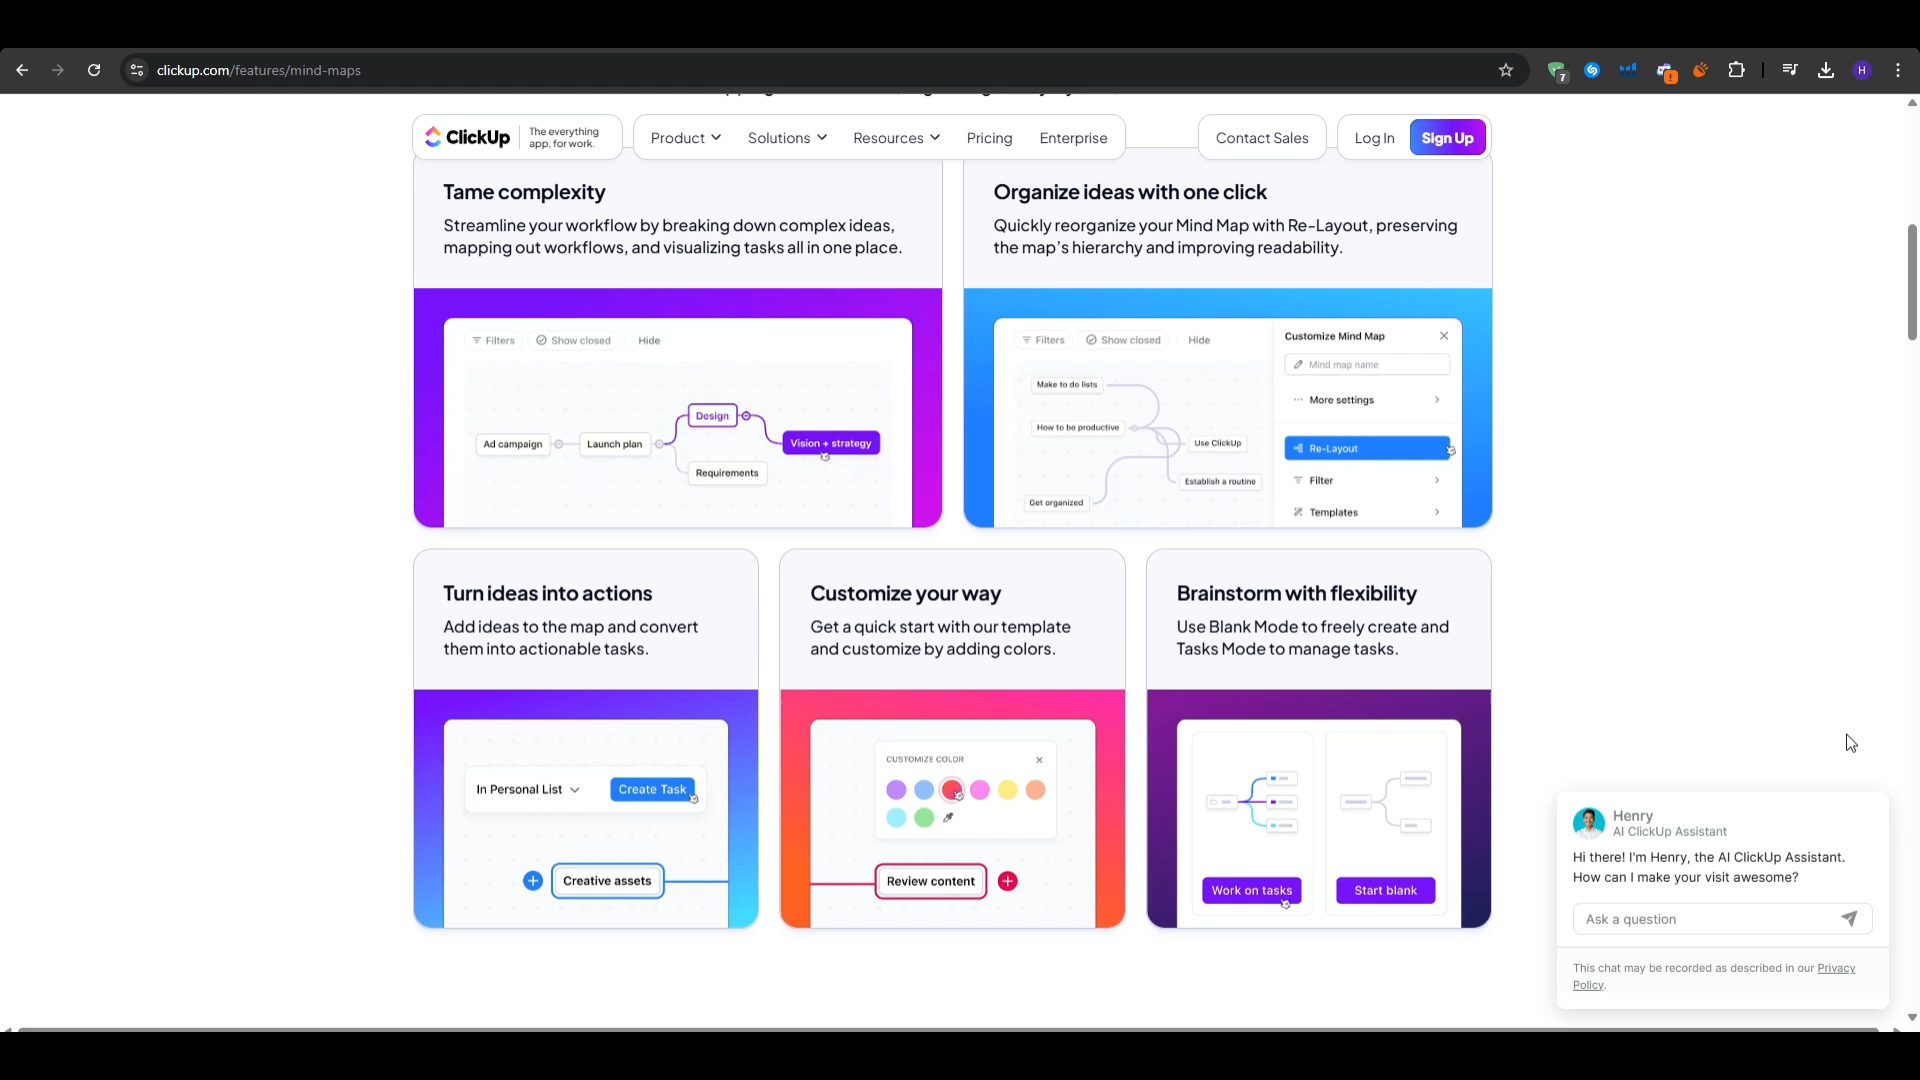 clickup.com/features/mind-maps
7
H
ClickUp
The everything
app, for work.
Product
Solutions
Resources
Pricing
Enterprise
Contact Sales
Log In
Sign Up
Tame complexity
Streamline your workflow by breaking down complex ideas,
mapping out workflows, and visualizing tasks all in one place.
Organize ideas with one click
Quickly reorganize your Mind Map with Re-Layout, preserving
the map's hierarchy and improving readability.
Filters
Show closed
Hide
Ad campaign
Launch plan
Design
Vision + strategy
Requirements
Filters
Show closed
Hide
Make to do lists
How to be productive
Use ClickUp
Establish a routine
Get organized
Customize Mind Map
Mind map name
More settings
Re-Layout
Filter
Templates
Turn ideas into actions
Add ideas to the map and convert
them into actionable tasks.
In Personal List
Create Task
Creative assets
Customize your way
Get a quick start with our template
and customize by adding colors.
CUSTOMIZE COLOR
Review content
Brainstorm with flexibility
Use Blank Mode to freely create and
Tasks Mode to manage tasks.
Work on tasks
Start blank
Henry
AI ClickUp Assistant
Hi there! I'm Henry, the AI ClickUp Assistant.
How can I make your visit awesome?
Ask a question
This chat may be recorded as described in our Privacy
Policy.